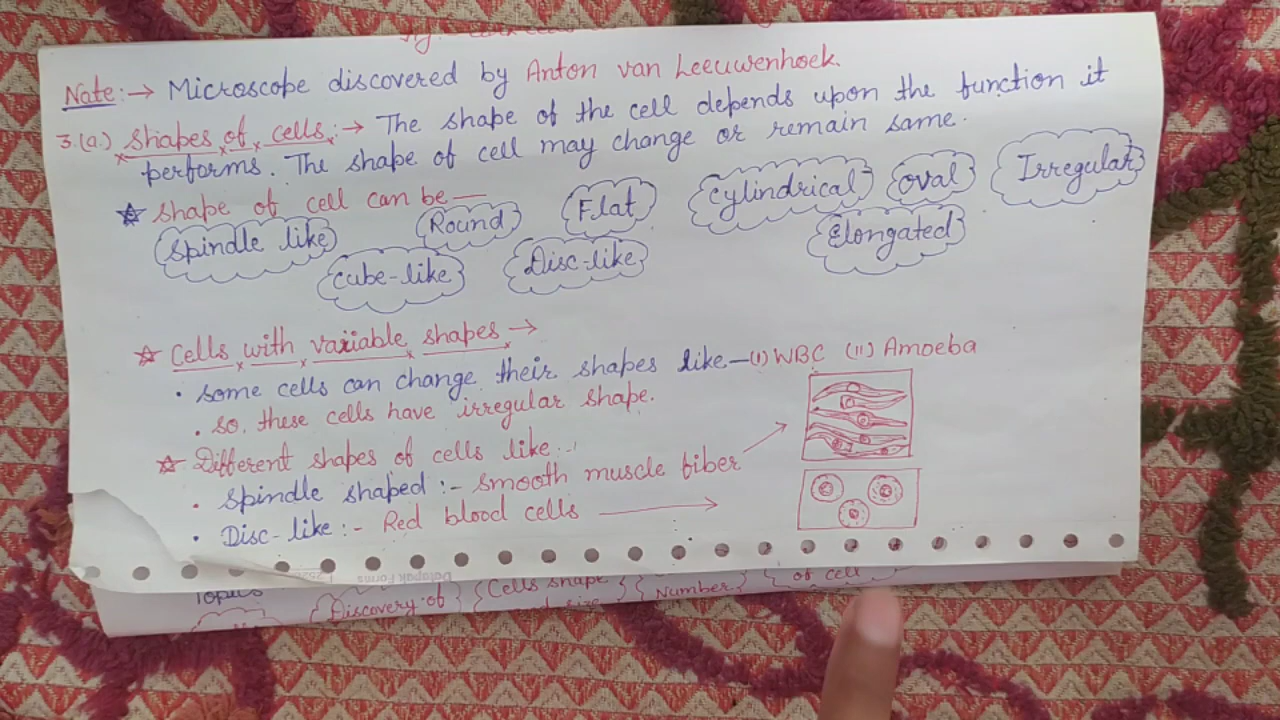 Note:→ Microscope discovered by Anton van Leeuwenhoek.
3.(a.) Shapes of cells:→ The shape of the cell depends upon the function it
performs. The shape of cell may change or remain same.
☆ Shape of cell can be—
Spindle like Round Flat Cylindrical oval Irregular
cube-like Disc-like Elongated
☆ Cells with variable shapes →
• some cells can change their shapes like—(i) WBC (ii) Amoeba
• so, these cells have irregular shape.
☆ Different shapes of cells like..
• Spindle shaped :- smooth muscle fiber
• Disc-like:- Red blood cells
Datapak Forms
Topics Discovery of Cells shape Number of cell